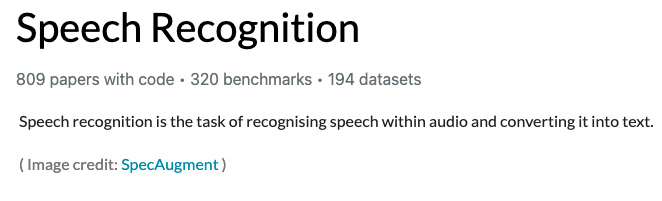 Speech Recognition
809 papers with code • 320 benchmarks • 194 datasets
Speech recognition is the task of recognising speech within audio and converting it into text.
( Image credit: SpecAugment )